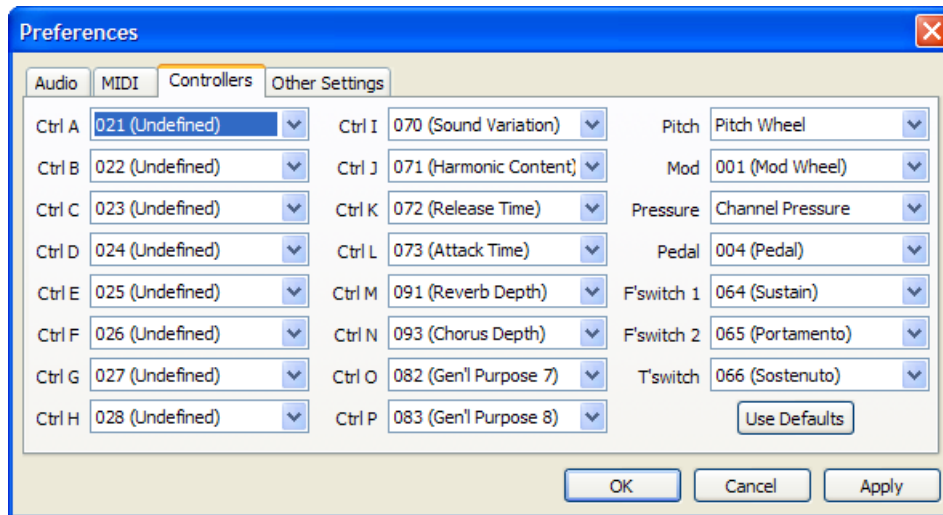 Preferences
Audio MIDI Controllers Other Settings
Ctrl A 021 (Undefined) Ctrl I 070 (Sound Variation) Pitch Pitch Wheel
Ctrl B 022 (Undefined) Ctrl J 071 (Harmonic Content) Mod 001 (Mod Wheel)
Ctrl C 023 (Undefined) Ctrl K 072 (Release Time) Pressure Channel Pressure
Ctrl D 024 (Undefined) Ctrl L 073 (Attack Time) Pedal 004 (Pedal)
Ctrl E 025 (Undefined) Ctrl M 091 (Reverb Depth) F'switch 1 064 (Sustain)
Ctrl F 026 (Undefined) Ctrl N 093 (Chorus Depth) F'switch 2 065 (Portamento)
Ctrl G 027 (Undefined) Ctrl O 082 (Gen'l Purpose 7) T'switch 066 (Sostenuto)
Ctrl H 028 (Undefined) Ctrl P 083 (Gen'l Purpose 8) Use Defaults
OK Cancel Apply